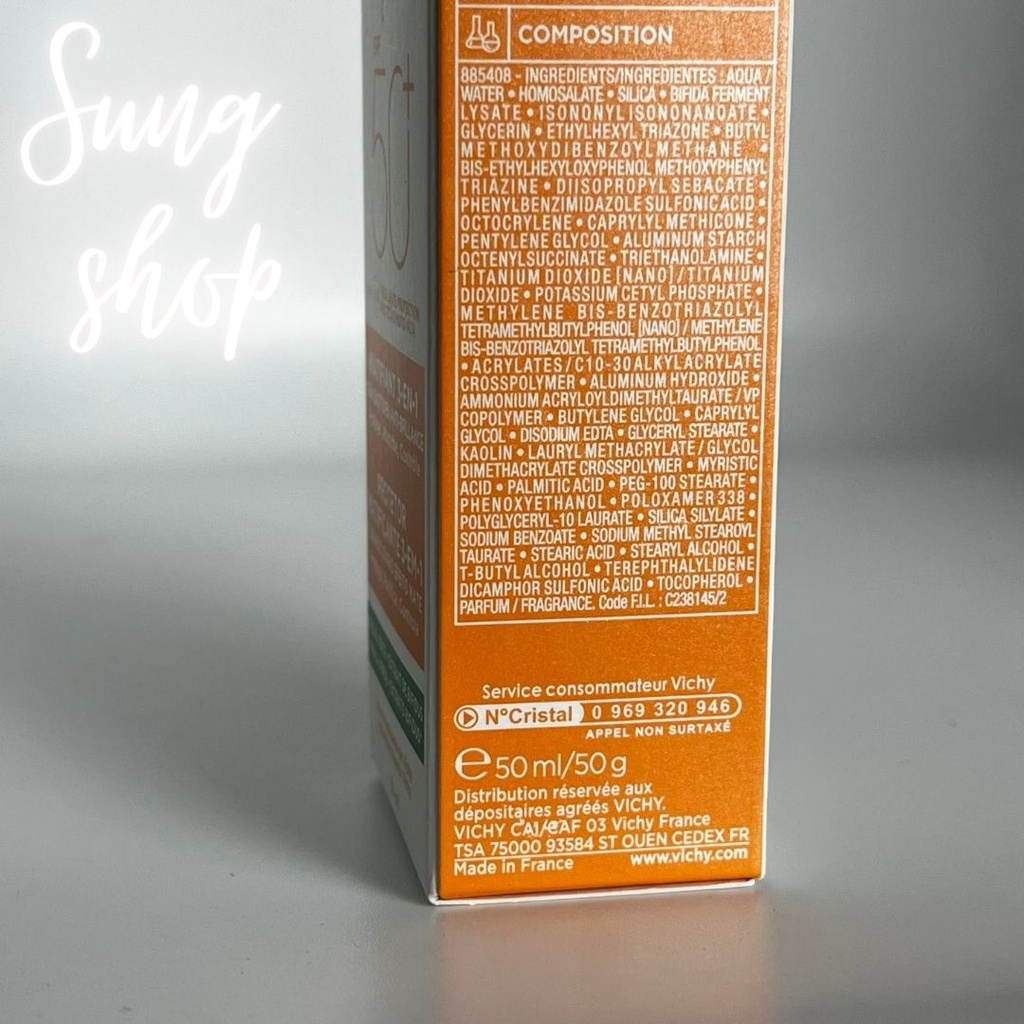 Sung
shop
50+
COMPOSITION
885408 - INGREDIENTS/INGREDIENTES : AQUA /
WATER • HOMOSALATE • SILICA • BIFIDA FERMENT
LYSATE • ISONONYL ISONONANOATE •
GLYCERIN • ETHYLHEXYL TRIAZONE • BUTYL
METHOXYDIBENZOYLMETHANE •
BIS-ETHYLHEXYLOXYPHENOL METHOXYPHENYL
TRIAZINE • DIISOPROPYL SEBACATE •
PHENYLBENZIMIDAZOLE SULFONIC ACID •
OCTOCRYLENE • CAPRYLYL METHICONE •
PENTYLENE GLYCOL • ALUMINUM STARCH
OCTENYLSUCCINATE • TRIETHANOLAMINE •
TITANIUM DIOXIDE [NANO] / TITANIUM
DIOXIDE • POTASSIUM CETYL PHOSPHATE •
METHYLENE BIS-BENZOTRIAZOLYL
TETRAMETHYLBUTYLPHENOL [NANO] / METHYLENE
BIS-BENZOTRIAZOLYL TETRAMETHYLBUTYLPHENOL
• ACRYLATES / C10-30 ALKYL ACRYLATE
CROSSPOLYMER • ALUMINUM HYDROXIDE •
AMMONIUM ACRYLOYLDIMETHYLTAURATE / VP
COPOLYMER • BUTYLENE GLYCOL • CAPRYLYL
GLYCOL • DISODIUM EDTA • GLYCERYL STEARATE •
KAOLIN • LAURYL METHACRYLATE / GLYCOL
DIMETHACRYLATE CROSSPOLYMER • MYRISTIC
ACID • PALMITIC ACID • PEG-100 STEARATE •
PHENOXYETHANOL • POLOXAMER 338 •
POLYGLYCERYL-10 LAURATE • SILICA SILYLATE •
SODIUM BENZOATE • SODIUM METHYL STEAROYL
TAURATE • STEARIC ACID • STEARYL ALCOHOL •
T-BUTYL ALCOHOL • TEREPHTHALYLIDENE
DICAMPHOR SULFONIC ACID • TOCOPHEROL •
PARFUM / FRAGRANCE. Code F.I.L. : C238145/2
Service consommateur Vichy
N°Cristal 0 969 320 946
APPEL NON SURTAXÉ
e 50 ml/50 g
Distribution réservée aux
dépositaires agréés VICHY.
VICHY CAF 03 Vichy France
TSA 75000 93584 ST OUEN CEDEX FR
Made in France www.vichy.com